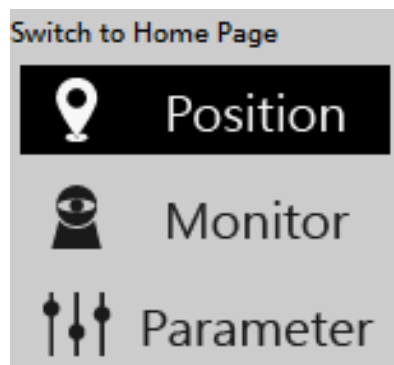 Switch to Home Page
Position
Monitor
Parameter